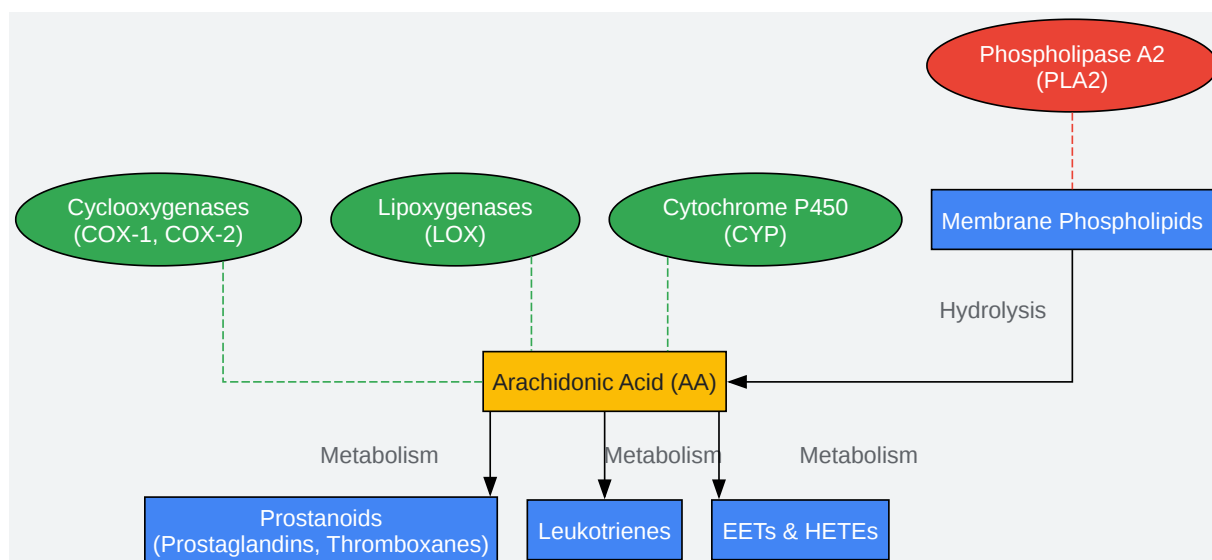 Phospholipase A2
(PLA2)
Cyclooxygenases
(COX-1, COX-2)
Lipoxygenases
(LOX)
Cytochrome P450
(CYP)
Membrane Phospholipids
Hydrolysis
Arachidonic Acid (AA)
Metabolism
Metabolism
Metabolism
Prostanoids
(Prostaglandins, Thromboxanes)
Leukotrienes
EETs & HETEs